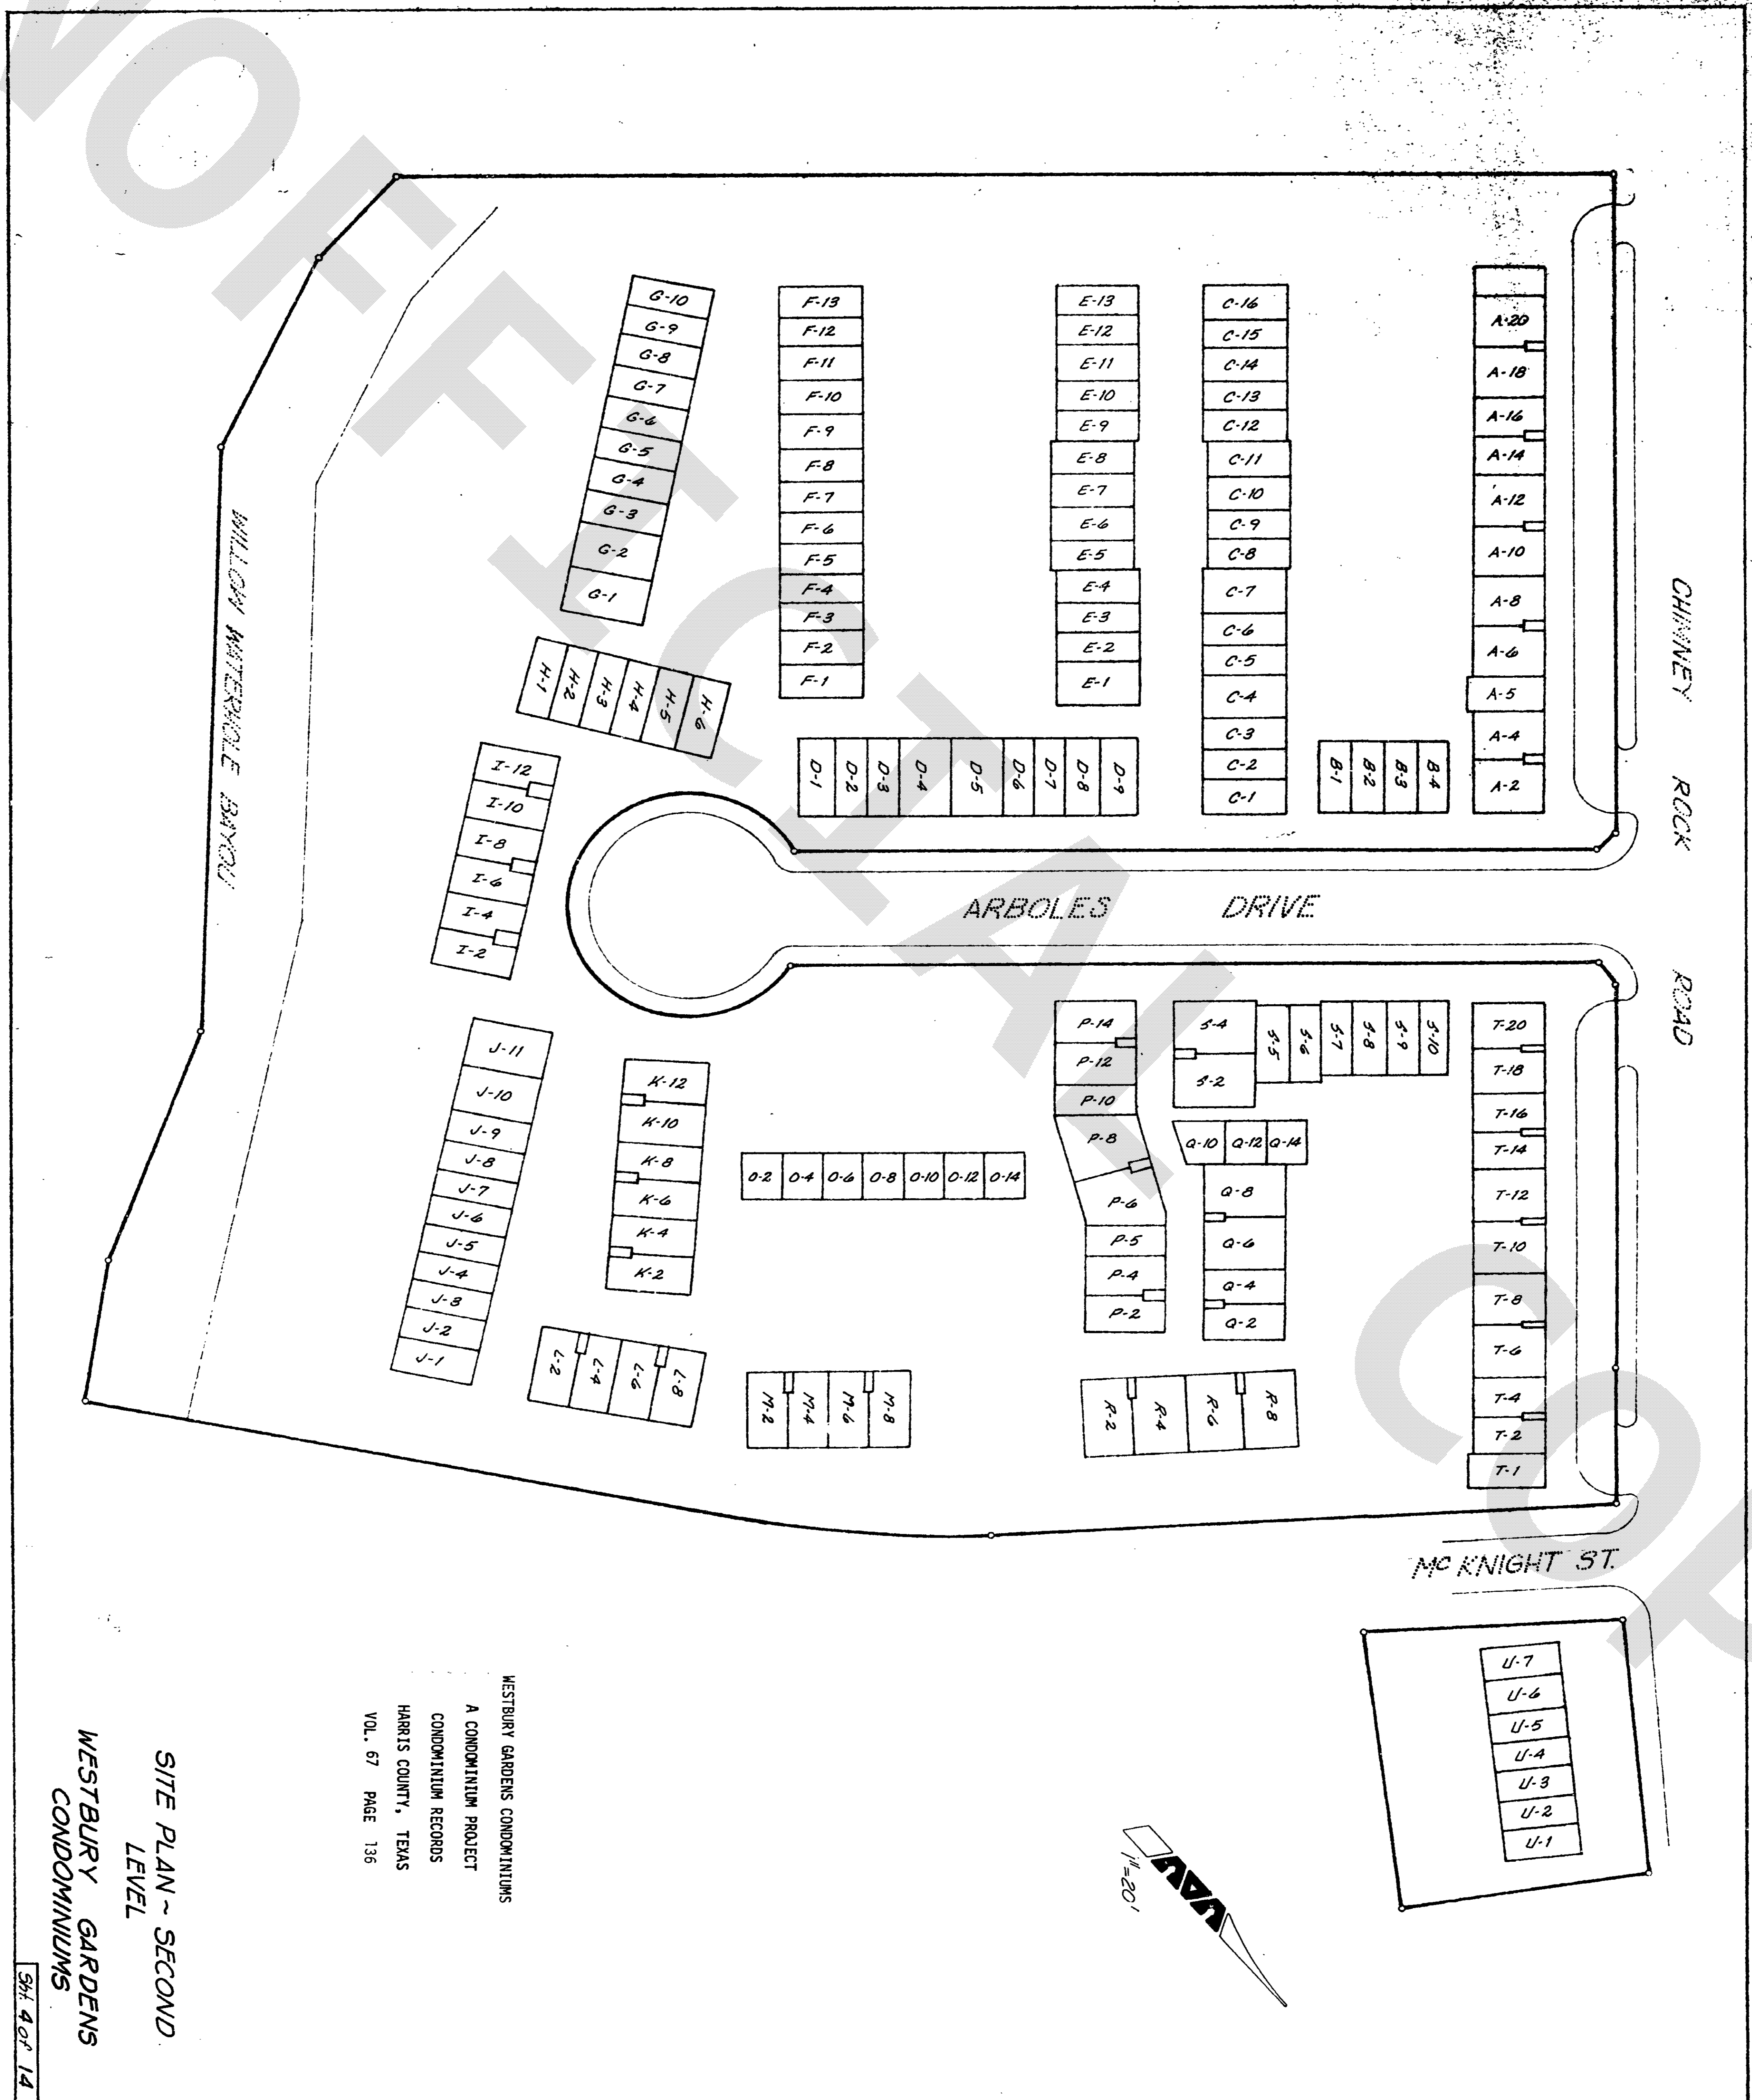 UNOFFICIAL COPY
CHIMNEY ROCK ROAD
WILLOW WATERHOLE BAYOU
ARBOLES DRIVE
McKNIGHT ST.
G-10
G-9
G-8
G-7
G-6
G-5
G-4
G-3
G-2
G-1
F-13
F-12
F-11
F-10
F-9
F-8
F-7
F-6
F-5
F-4
F-3
F-2
F-1
E-13
E-12
E-11
E-10
E-9
E-8
E-7
E-6
E-5
E-4
E-3
E-2
E-1
C-16
C-15
C-14
C-13
C-12
C-11
C-10
C-9
C-8
C-7
C-6
C-5
C-4
C-3
C-2
C-1
A-20
A-18
A-16
A-14
A-12
A-10
A-8
A-6
A-5
A-4
A-2
H-1 H-2 H-3 H-4 H-5 H-6
D-1 D-2 D-3 D-4 D-5 D-6 D-7 D-8 D-9
B-1 B-2 B-3 B-4
I-12
I-10
I-8
I-6
I-4
I-2
J-11
J-10
J-9
J-8
J-7
J-6
J-5
J-4
J-3
J-2
J-1
K-12
K-10
K-8
K-6
K-4
K-2
L-2 L-4 L-6 L-8
M-2 M-4 M-6 M-8
O-2 O-4 O-6 O-8 O-10 O-12 O-14
P-14
P-12
P-10
P-8
P-6
P-5
P-4
P-2
S-4
S-2
S-5 S-6 S-7 S-8 S-9 S-10
Q-10 Q-12 Q-14
Q-8
Q-6
Q-4
Q-2
R-2 R-4 R-6 R-8
T-20
T-18
T-16
T-14
T-12
T-10
T-8
T-6
T-4
T-2
T-1
U-7
U-6
U-5
U-4
U-3
U-2
U-1
1"=20'
WESTBURY GARDENS CONDOMINIUMS
A CONDOMINIUM PROJECT
CONDOMINIUM RECORDS
HARRIS COUNTY, TEXAS
VOL. 67 PAGE 136
SITE PLAN ~ SECOND
LEVEL
WESTBURY GARDENS
CONDOMINIUMS
Sht. 4 of 14